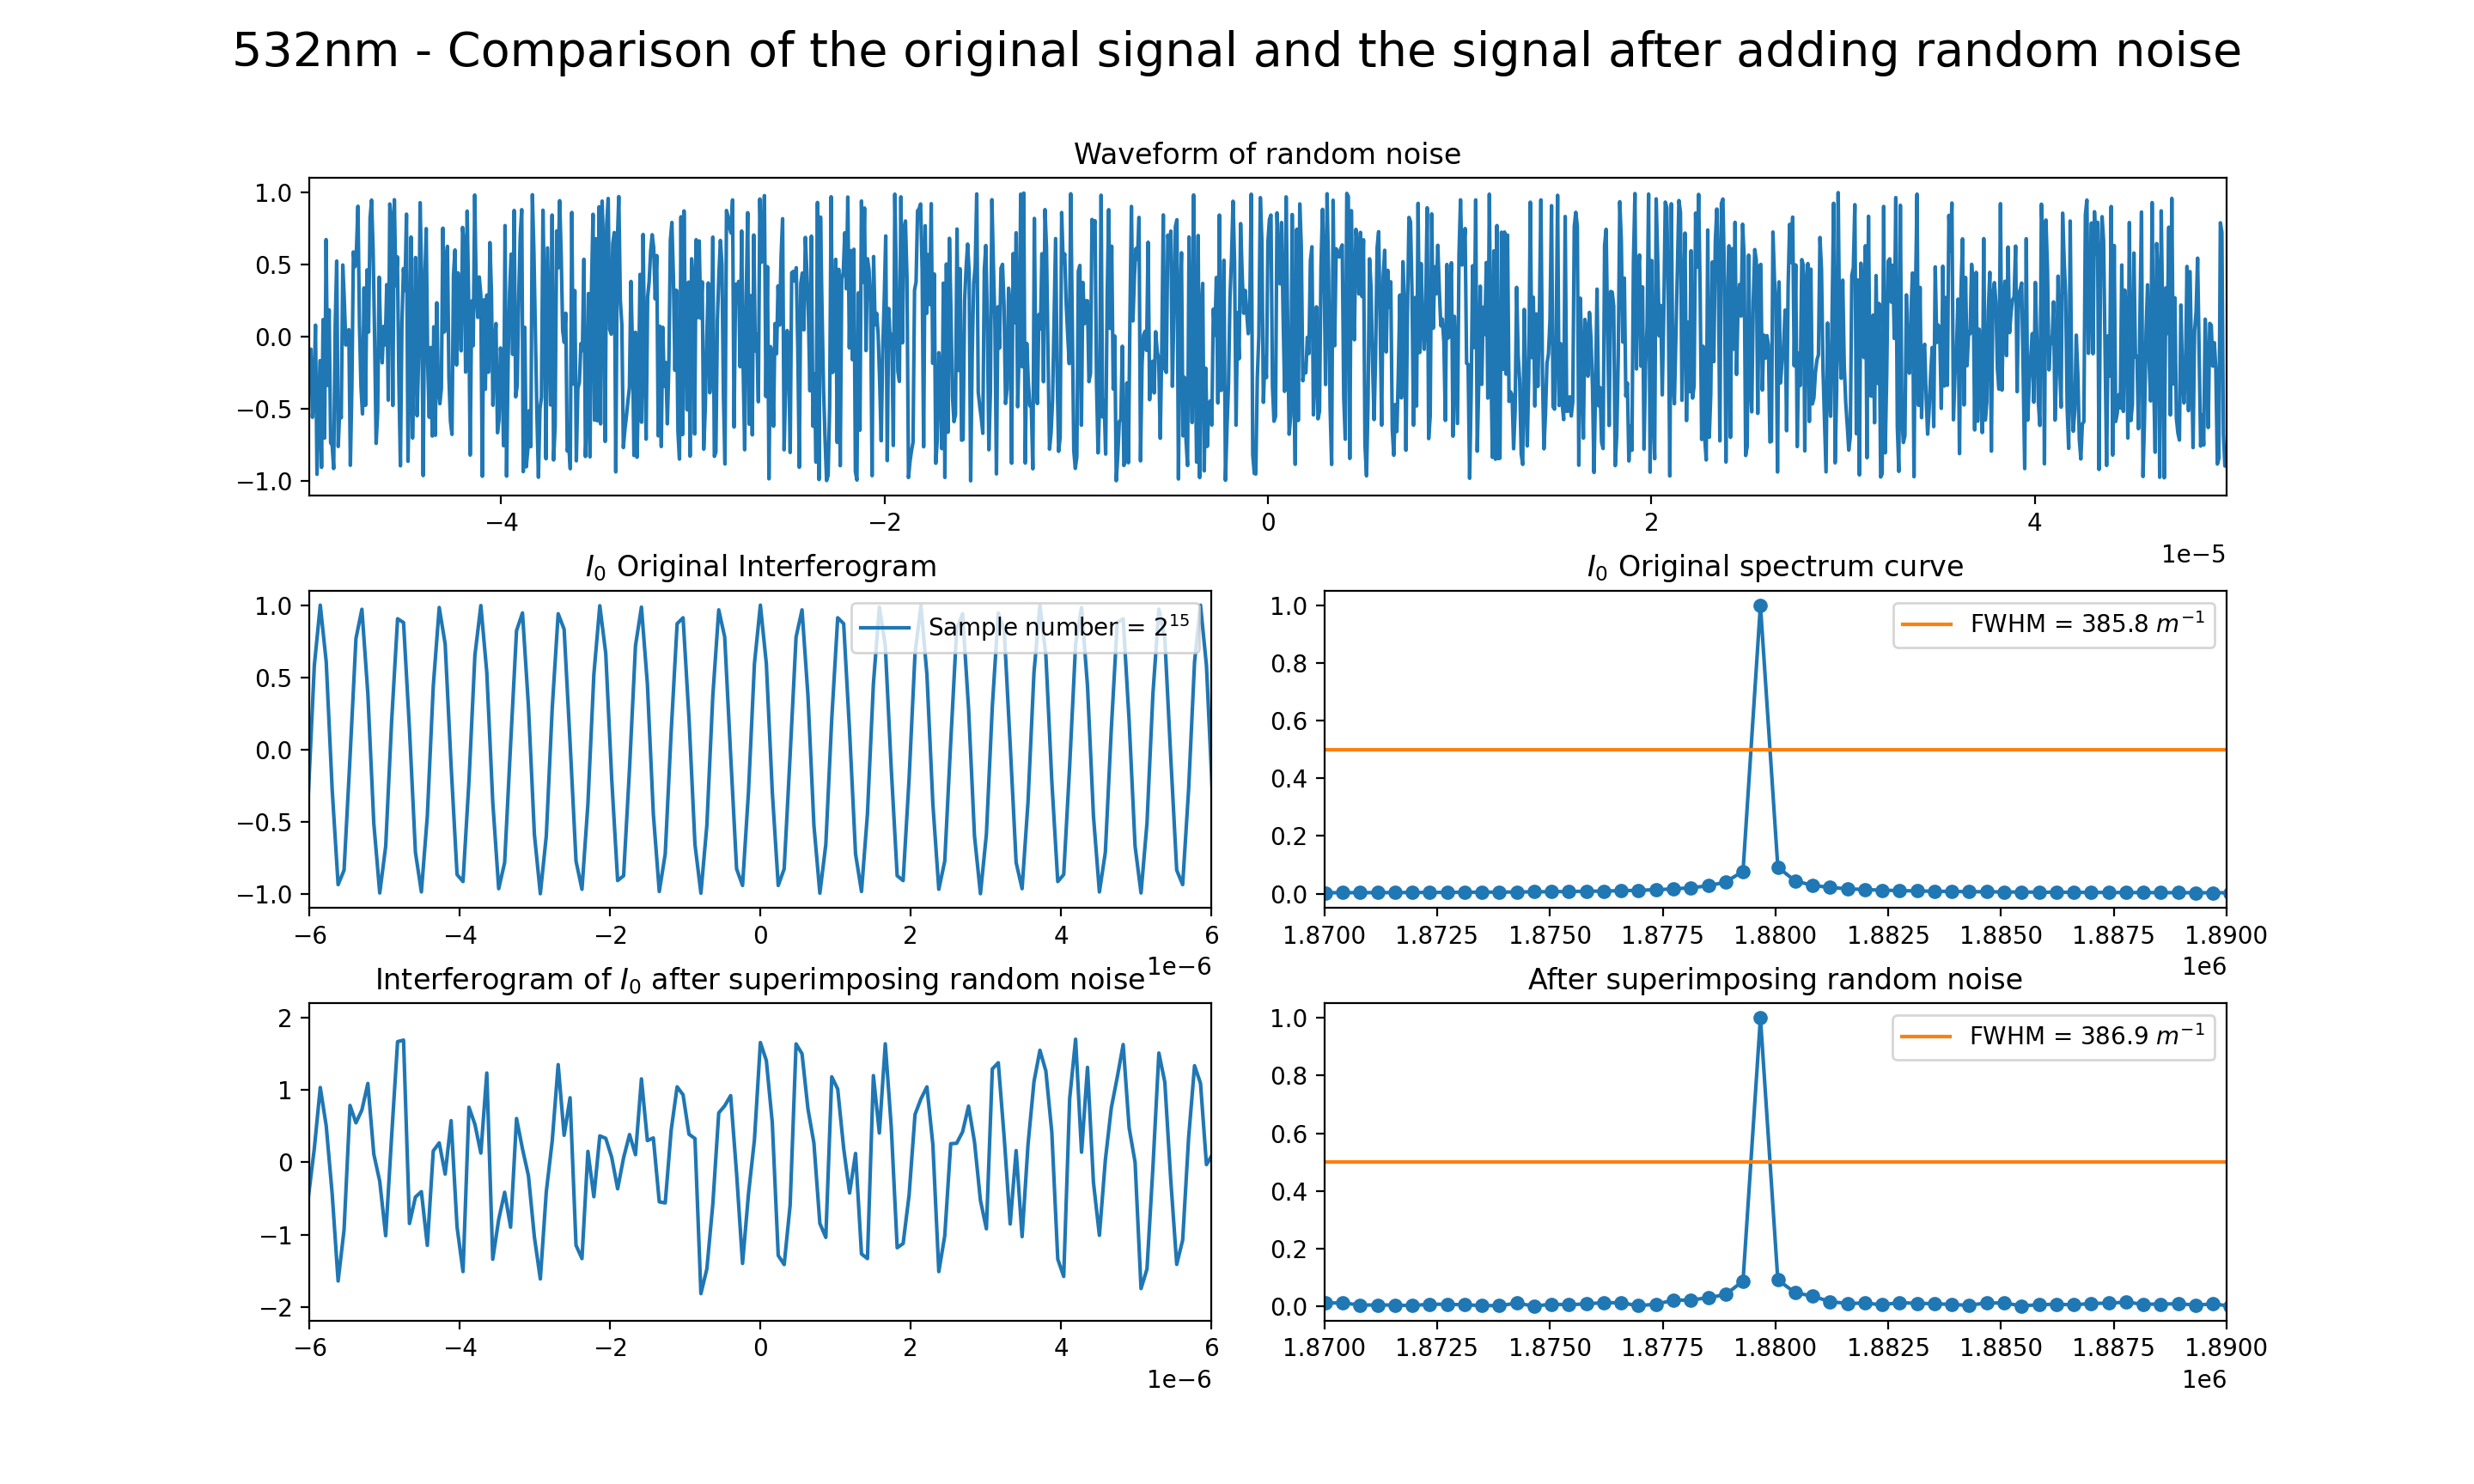 532nm - Comparison of the original signal and the signal after adding random noise
Waveform of random noise
1.0
0.5
0.0
−0.5
−1.0
−4 −2 0 2 4
1e−5
I₀ Original Interferogram
1.0
0.5
0.0
−0.5
−1.0
Sample number = 2¹⁵
−6 −4 −2 0 2 4 6
1e−6
I₀ Original spectrum curve
1.0
0.8
0.6
0.4
0.2
0.0
FWHM = 385.8 m⁻¹
1.8700 1.8725 1.8750 1.8775 1.8800 1.8825 1.8850 1.8875 1.8900
1e6
Interferogram of I₀ after superimposing random noise
2
1
0
−1
−2
−6 −4 −2 0 2 4 6
1e−6
After superimposing random noise
1.0
0.8
0.6
0.4
0.2
0.0
FWHM = 386.9 m⁻¹
1.8700 1.8725 1.8750 1.8775 1.8800 1.8825 1.8850 1.8875 1.8900
1e6